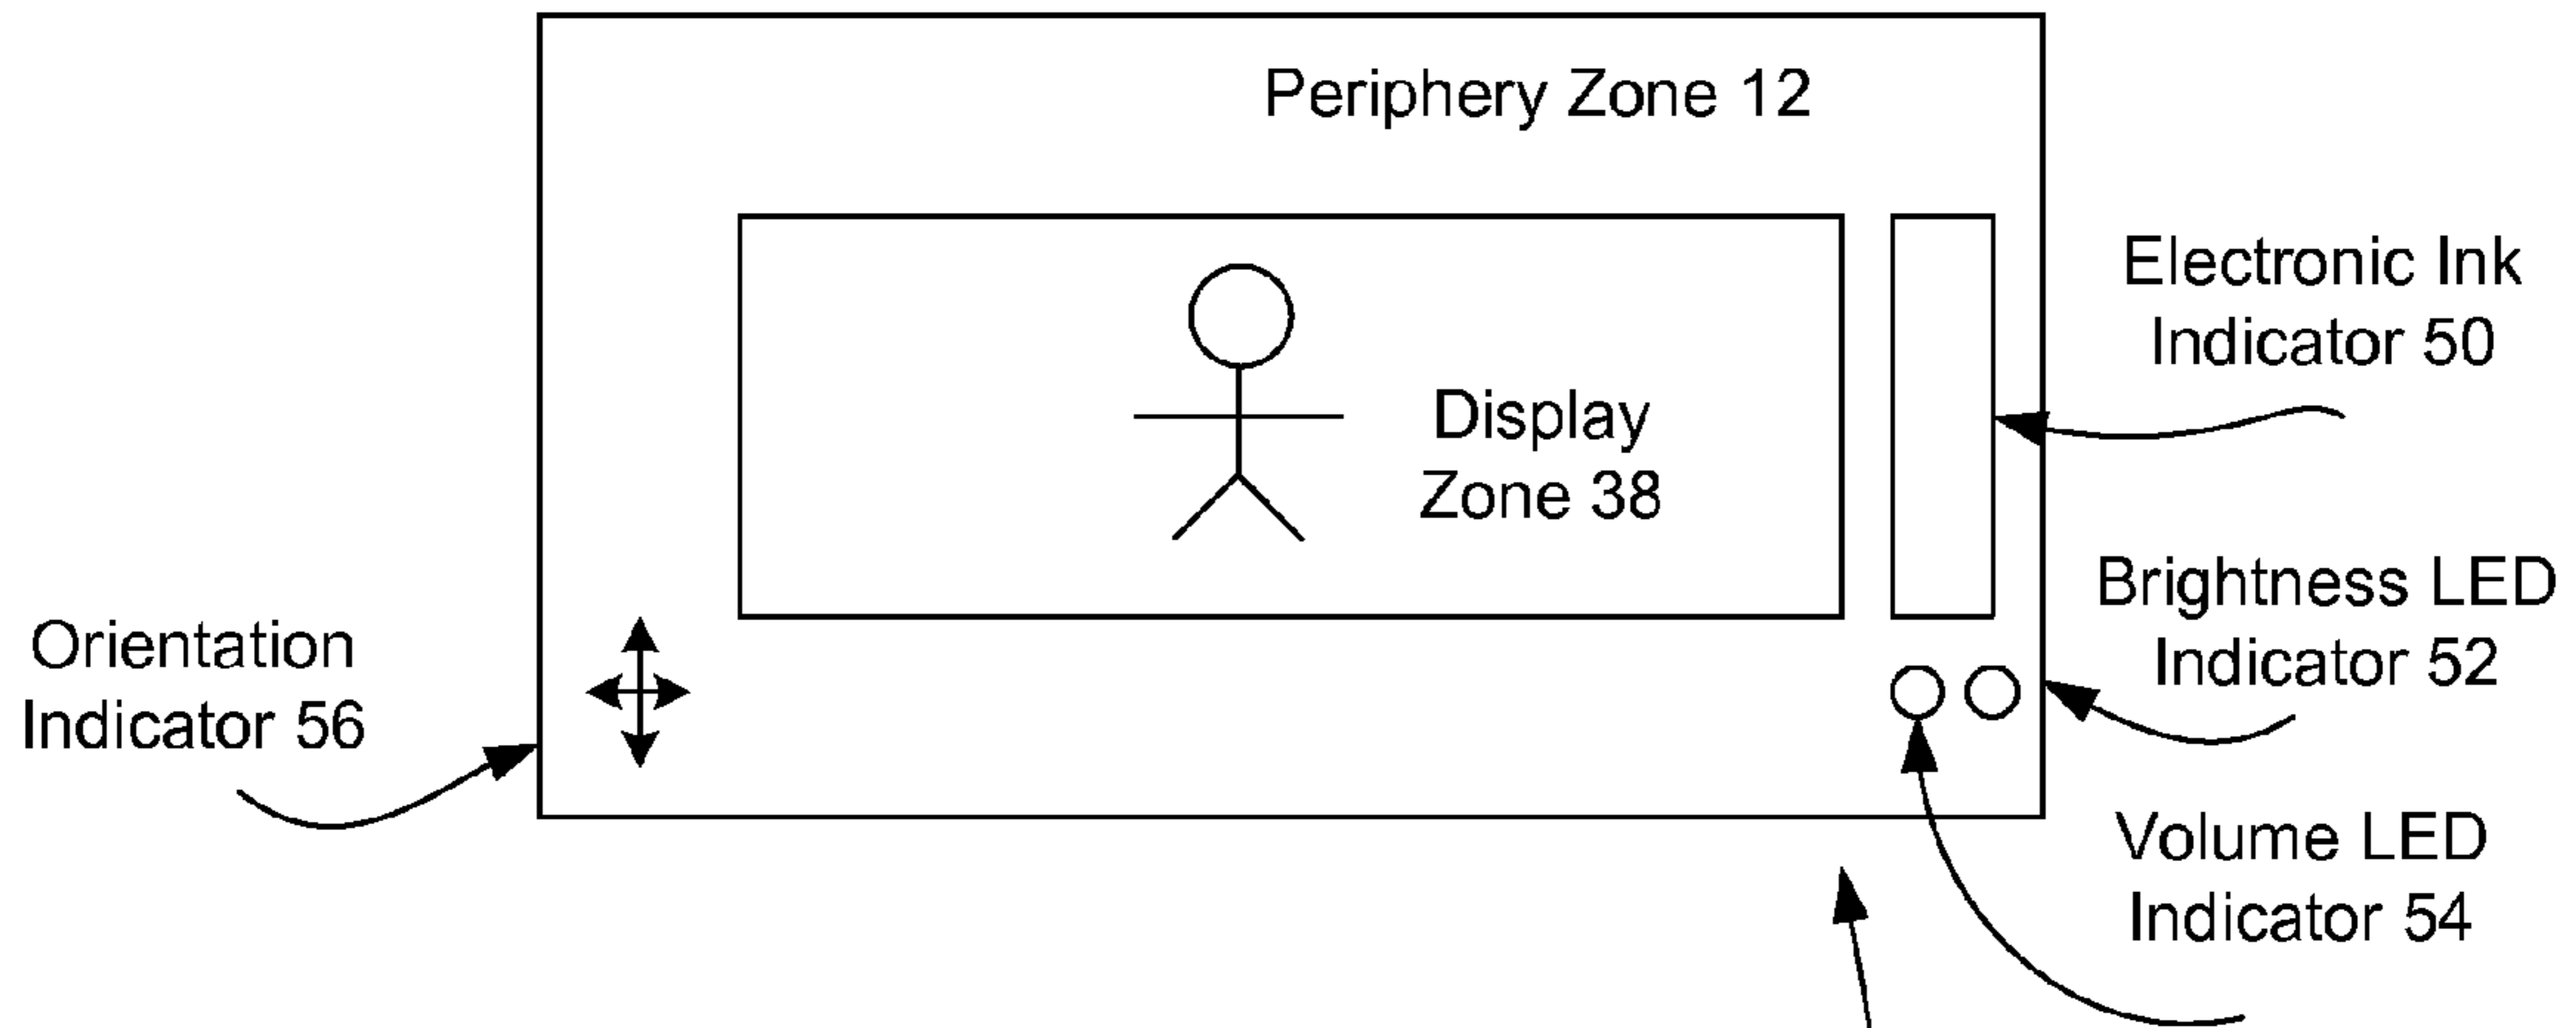 Periphery Zone 12
Electronic Ink
Indicator 50
Display
Zone 38
Brightness LED
Indicator 52
Orientation
Indicator 56
Volume LED
Indicator 54